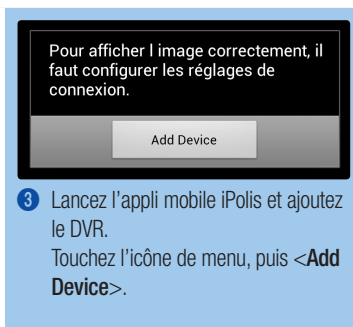 Pour afficher l image correctement, il
faut configurer les réglages de
connexion.
Add Device
3 Lancez l'appli mobile iPolis et ajoutez
le DVR.
Touchez l'icône de menu, puis <Add
Device>.